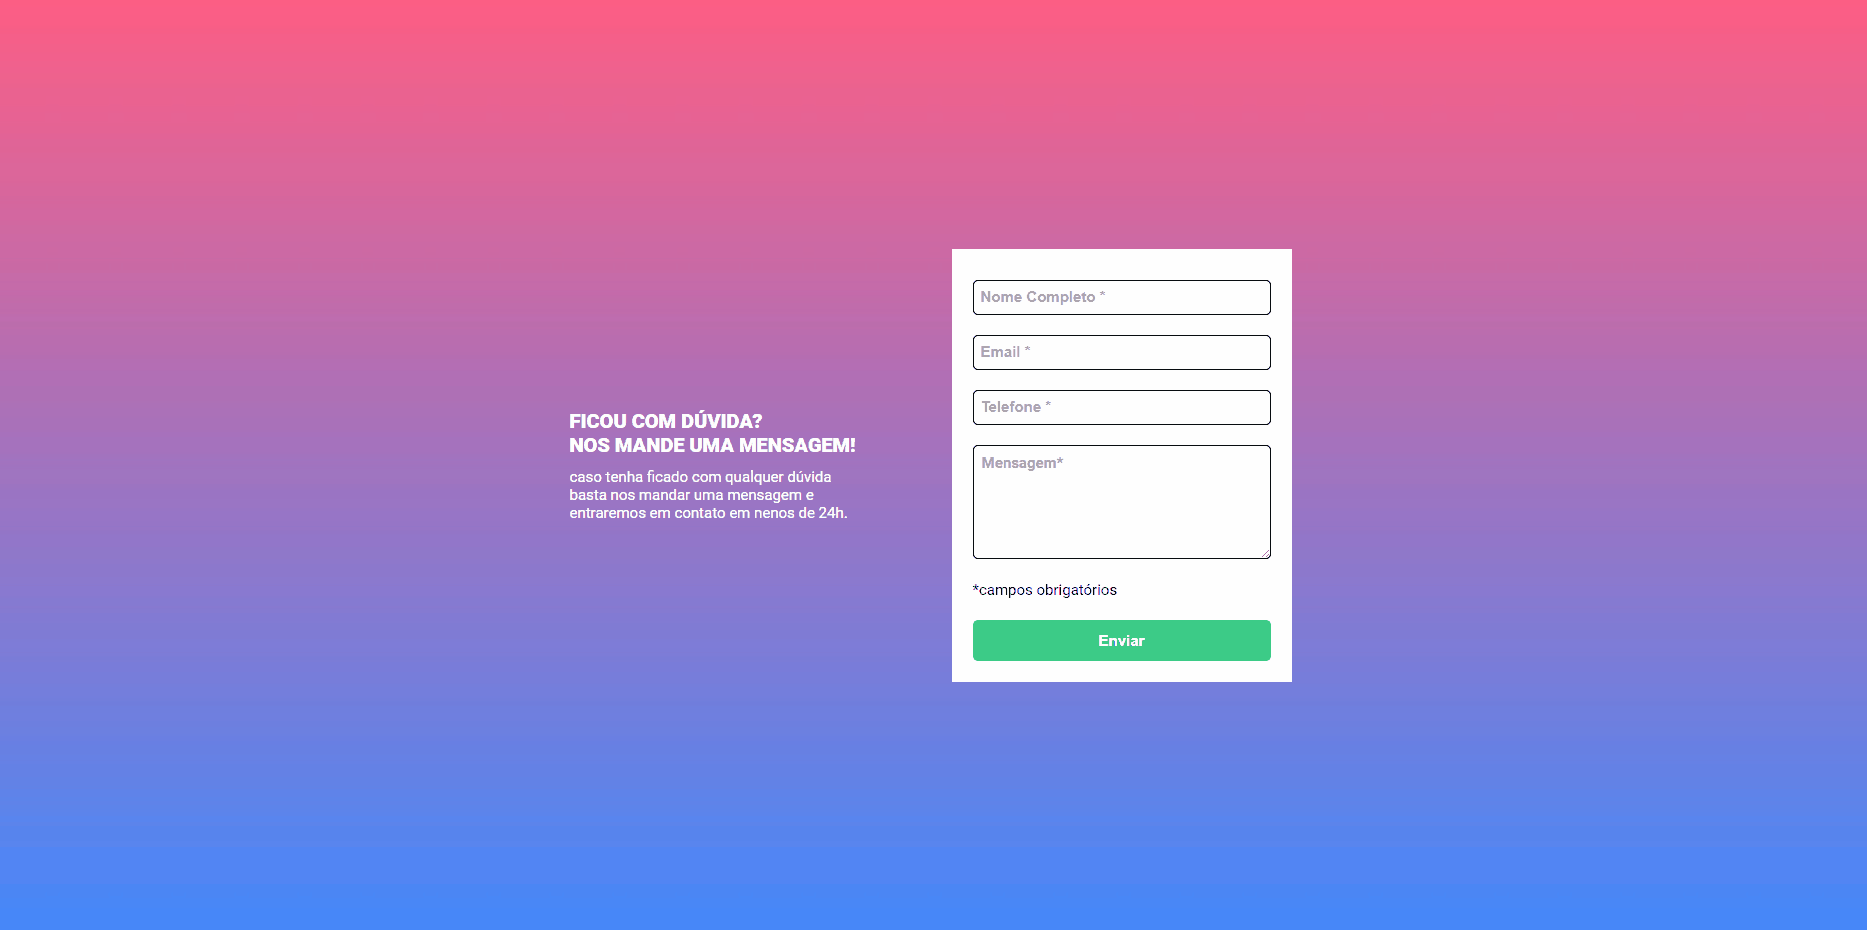 FICOU COM DÚVIDA?
NOS MANDE UMA MENSAGEM!
caso tenha ficado com qualquer dúvida
basta nos mandar uma mensagem e
entraremos em contato em nenos de 24h.
Nome Completo *
Email *
Telefone *
Mensagem*
*campos obrigatórios
Enviar